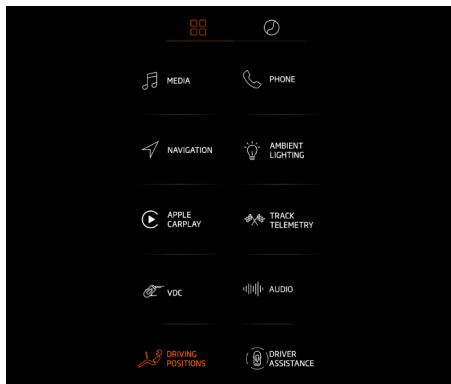 MEDIA
PHONE
NAVIGATION
AMBIENT
LIGHTING
APPLE
CARPLAY
TRACK
TELEMETRY
VDC
AUDIO
DRIVING
POSITIONS
DRIVER
ASSISTANCE